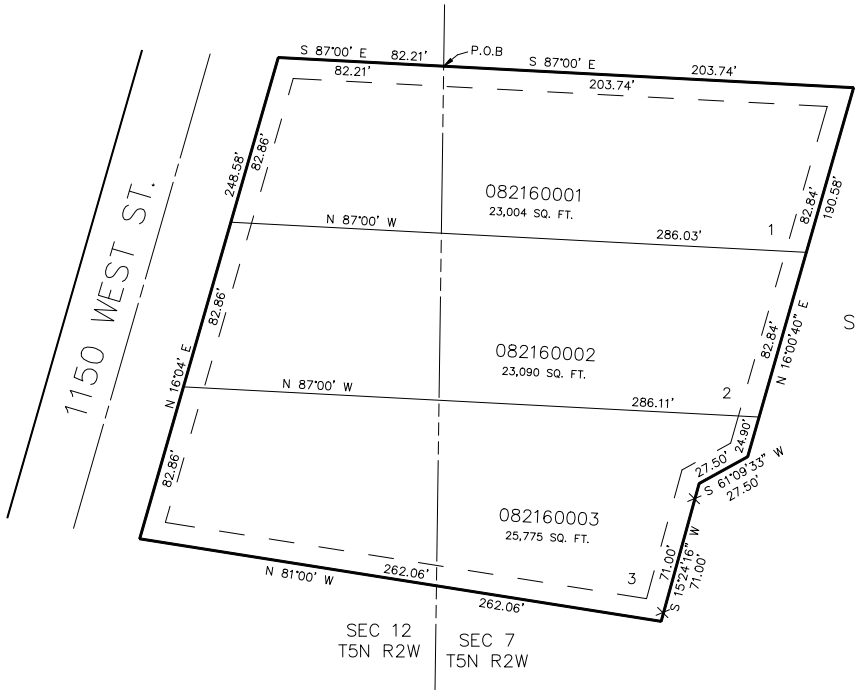 S 87°00' E
82.21'
P.O.B
S 87°00' E
203.74'
82.21'
203.74'
248.58'
82.86'
082160001
23,004 SQ. FT.
82.84'
190.58'
1
N 87°00' W
286.03'
1150 WEST ST.
82.86'
N 16°04' E
082160002
23,090 SQ. FT.
82.84'
N 16°00'40" E
S
N 87°00' W
286.11'
2
24.90'
27.50'
S 61°09'33" W
27.50'
82.86'
082160003
25,775 SQ. FT.
71.00'
S 15°24'16" W
71.00'
3
N 81°00' W
262.06'
262.06'
SEC 12
T5N R2W
SEC 7
T5N R2W